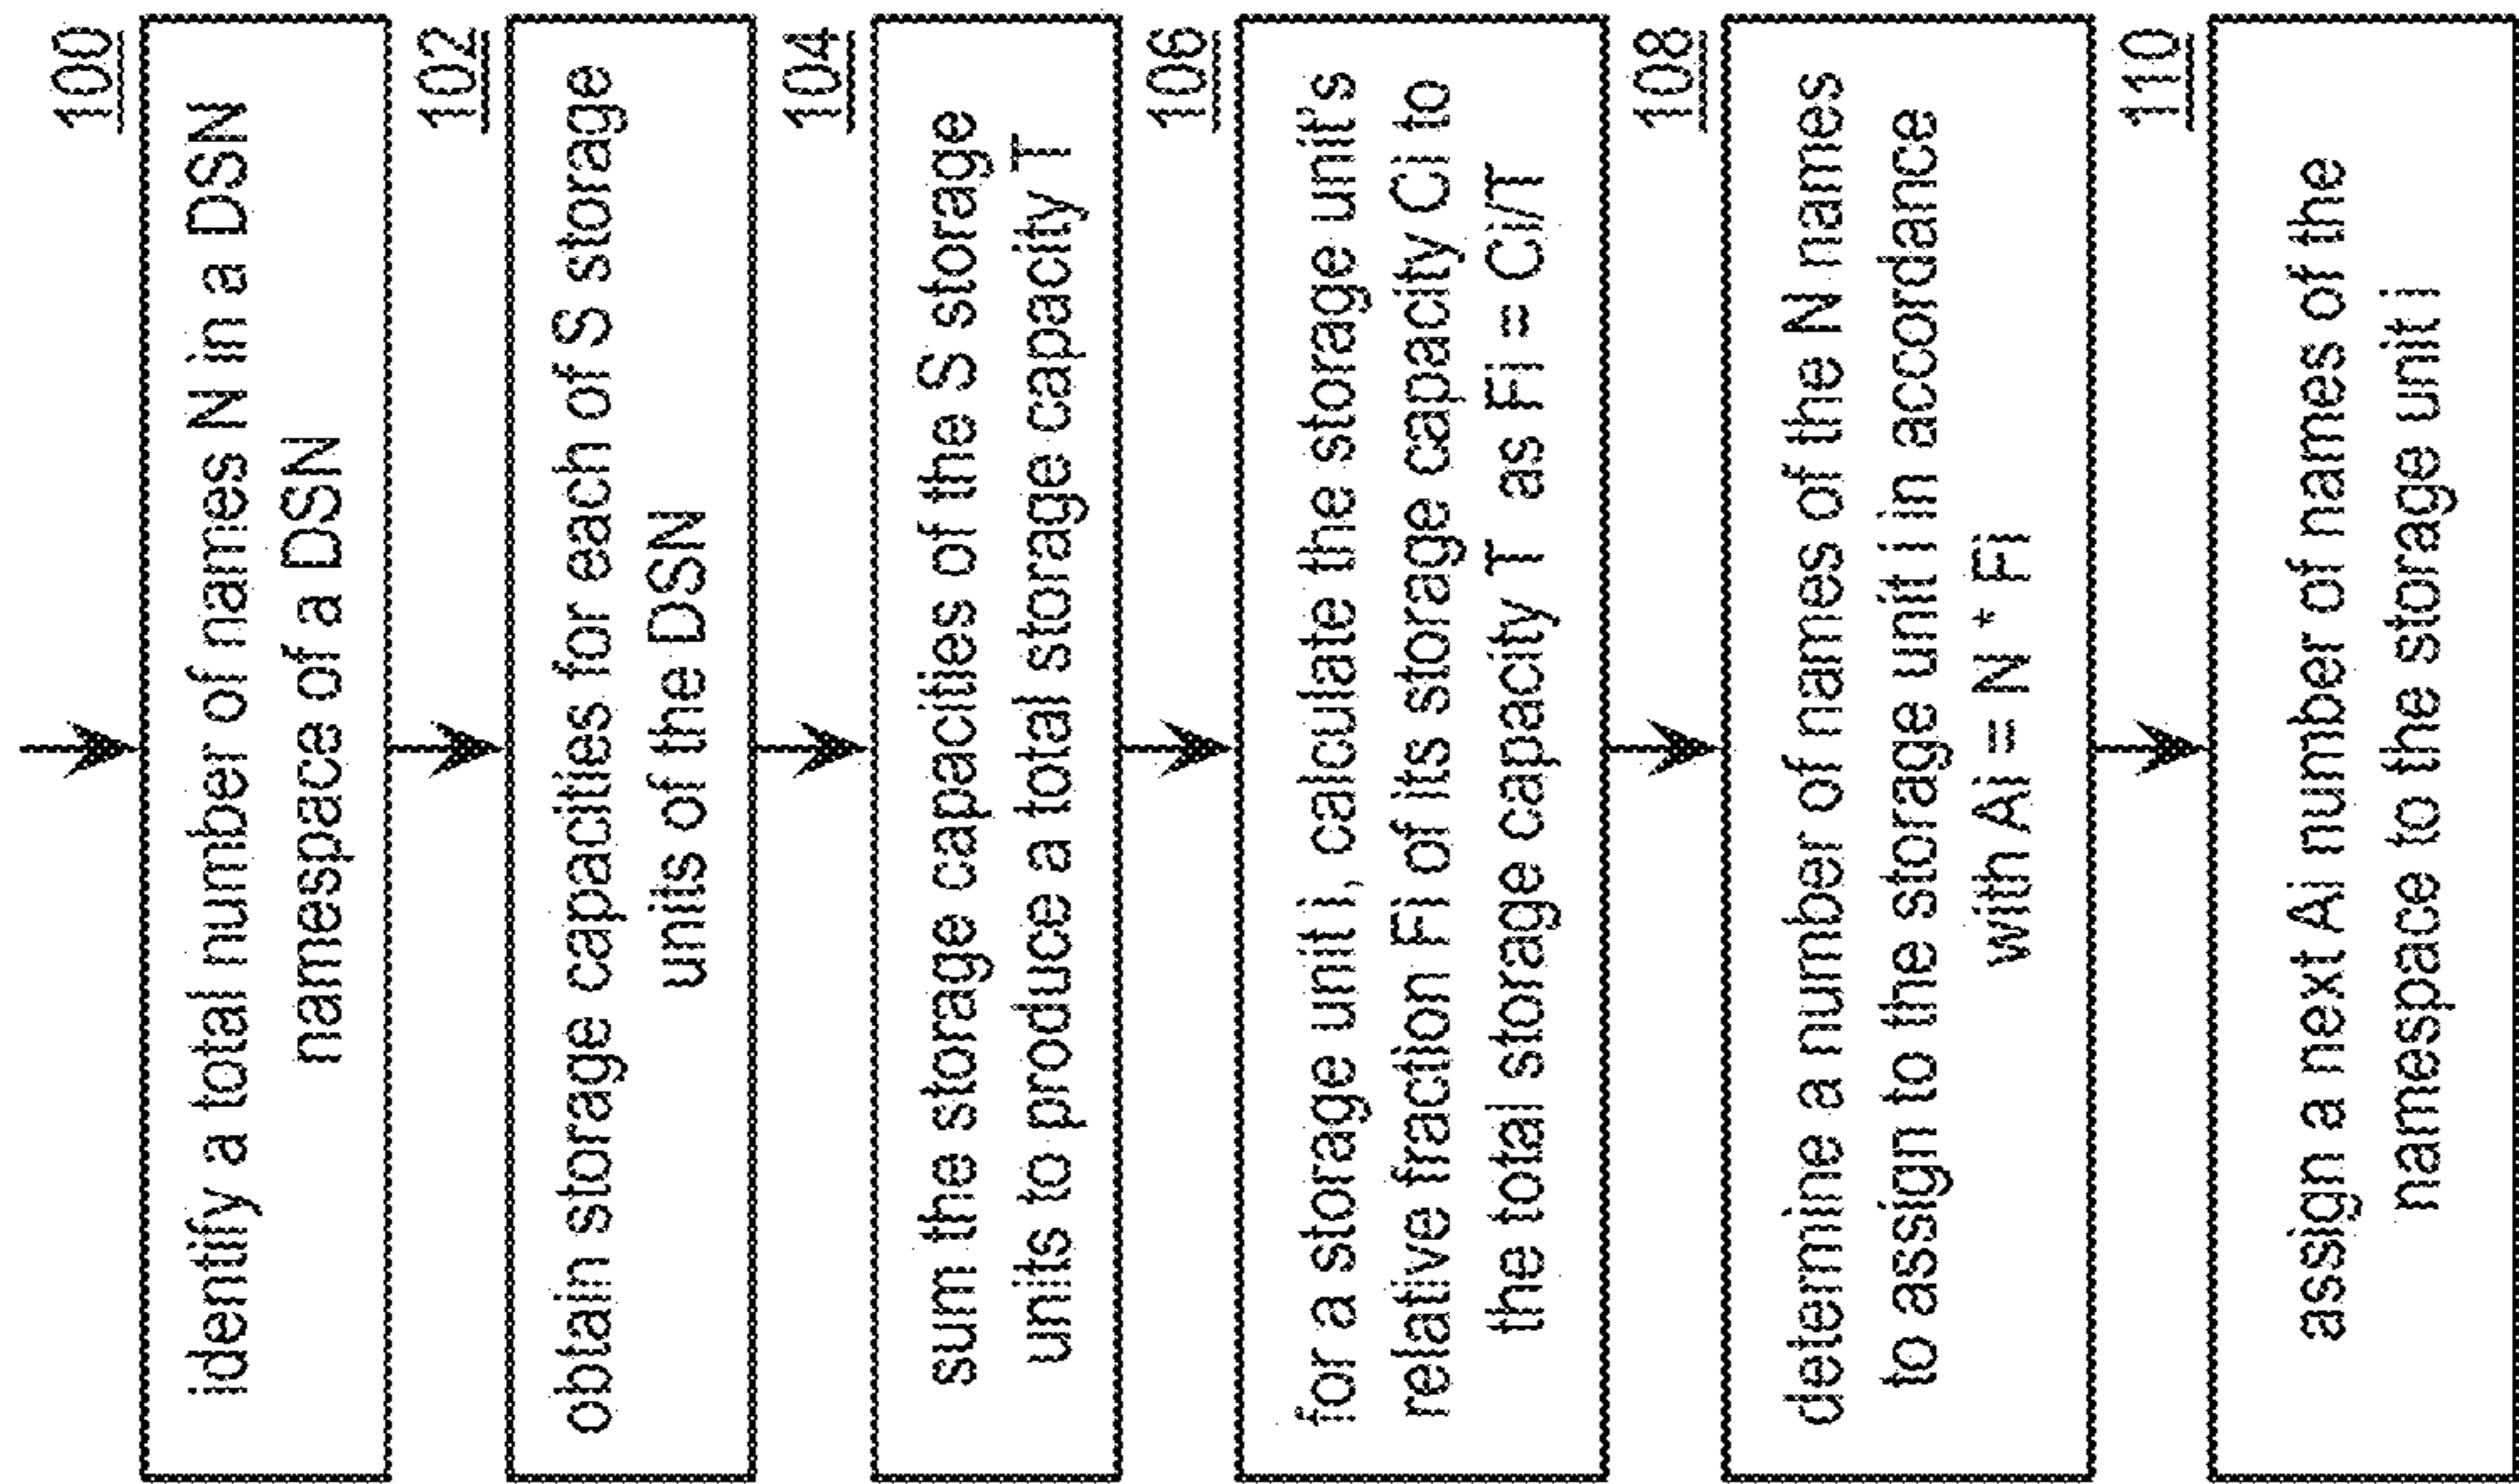 100
identify a total number of names N in a DSN
namespace of a DSN
102
obtain storage capacities for each of S storage
units of the DSN
104
sum the storage capacities of the S storage
units to produce a total storage capacity T
106
for a storage unit i, calculate the storage unit's
relative fraction Fi of its storage capacity Ci to
the total storage capacity T as Fi = Ci/T
108
determine a number of names of the N names
to assign to the storage unit i in accordance
with Ai = N * Fi
110
assign a next Ai number of names of the
namespace to the storage unit i